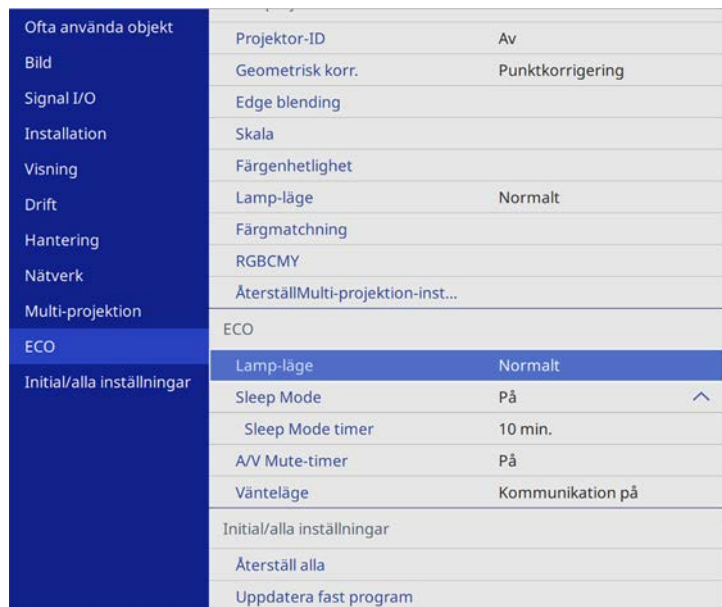 Ofta använda objekt
Bild
Signal I/O
Installation
Visning
Drift
Hantering
Nätverk
Multi-projektion
ECO
Initial/alla inställningar
Projektor-ID Av
Geometrisk korr. Punktkorrigering
Edge blending
Skala
Färgenhetlighet
Lamp-läge Normalt
Färgmatchning
RGBCMY
ÅterställMulti-projektion-inst...
ECO
Lamp-läge Normalt
Sleep Mode På
Sleep Mode timer 10 min.
A/V Mute-timer På
Vänteläge Kommunikation på
Initial/alla inställningar
Återställ alla
Uppdatera fast program